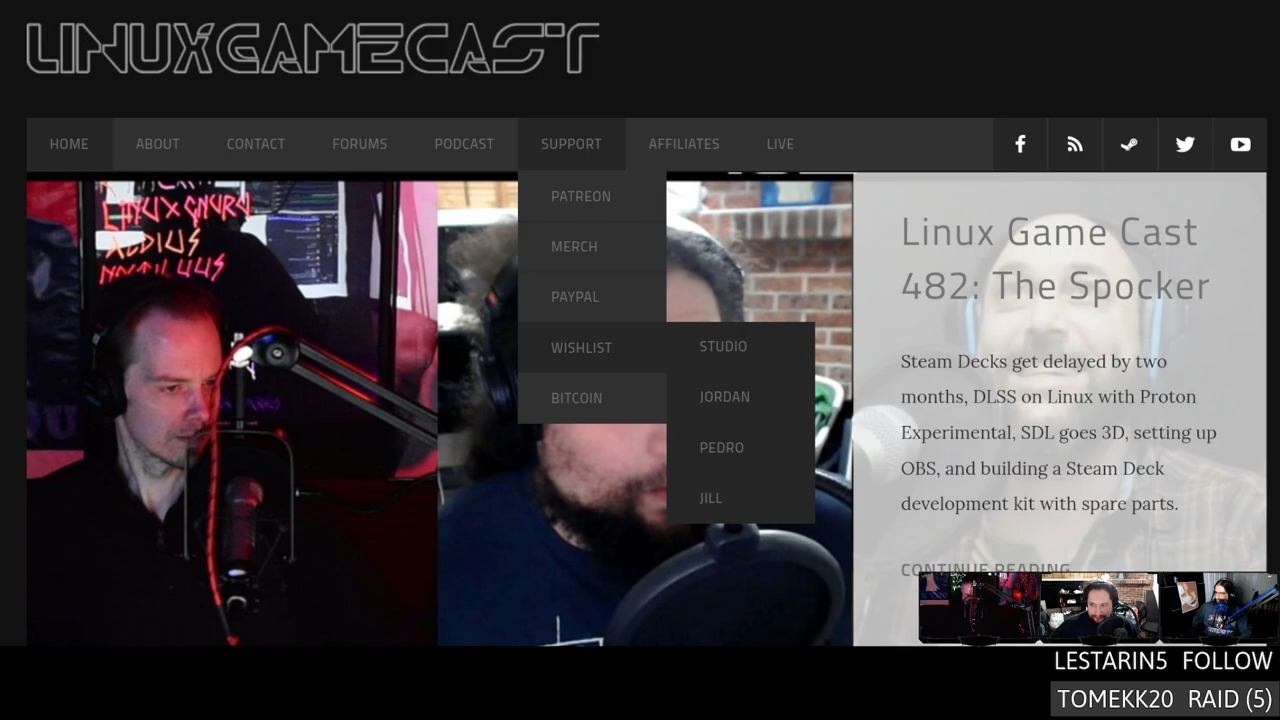 LINUXGAMECAST
HOME ABOUT CONTACT FORUMS PODCAST SUPPORT AFFILIATES LIVE
PATREON
MERCH
PAYPAL
WISHLIST
BITCOIN
STUDIO
JORDAN
PEDRO
JILL
Linux Game Cast
482: The Spocker
Steam Decks get delayed by two
months, DLSS on Linux with Proton
Experimental, SDL goes 3D, setting up
OBS, and building a Steam Deck
development kit with spare parts.
CONTINUE READING
LESTARIN5 FOLLOW
TOMEKK20 RAID (5)